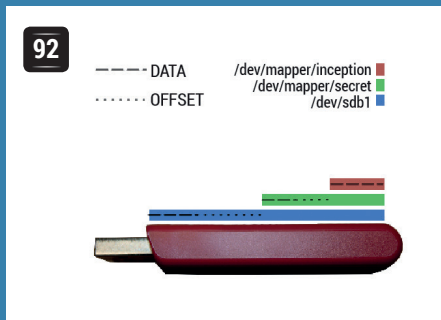 92
DATA
OFFSET
/dev/mapper/inception
/dev/mapper/secret
/dev/sdb1